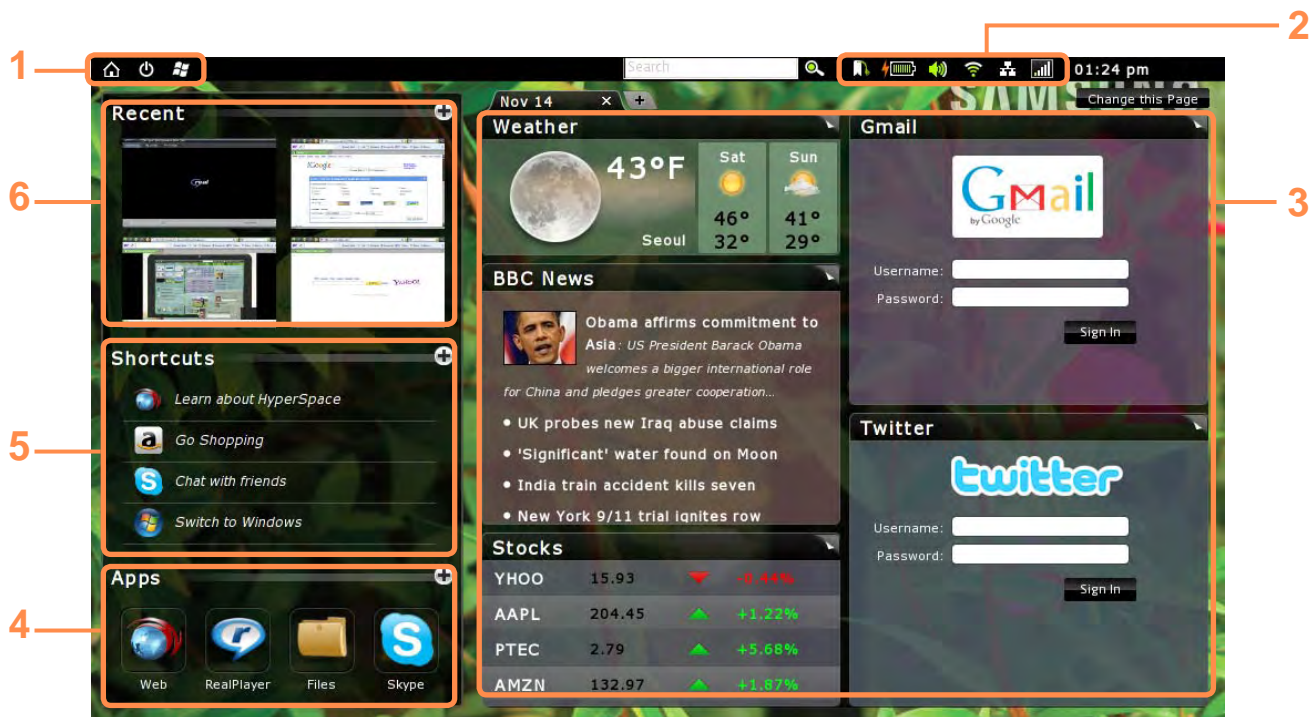 1
2
Search
01:24 pm
SAMSUNG
Change this Page
Recent
real
iGoogle
YAHOO!
6
Nov 14
Weather
43°F
Seoul
Sat
46°
32°
Sun
41°
29°
Gmail
Gmail
by Google
Username:
Password:
Sign In
3
BBC News
Obama affirms commitment to
Asia: US President Barack Obama
welcomes a bigger international role
for China and pledges greater cooperation...
• UK probes new Iraq abuse claims
• 'Significant' water found on Moon
• India train accident kills seven
• New York 9/11 trial ignites row
Shortcuts
Learn about HyperSpace
Go Shopping
Chat with friends
Switch to Windows
5
Twitter
twitter
Username:
Password:
Sign In
Stocks
YHOO 15.93 -0.44%
AAPL 204.45 +1.22%
PTEC 2.79 +5.68%
AMZN 132.97 +1.87%
Apps
Web
RealPlayer
Files
Skype
4